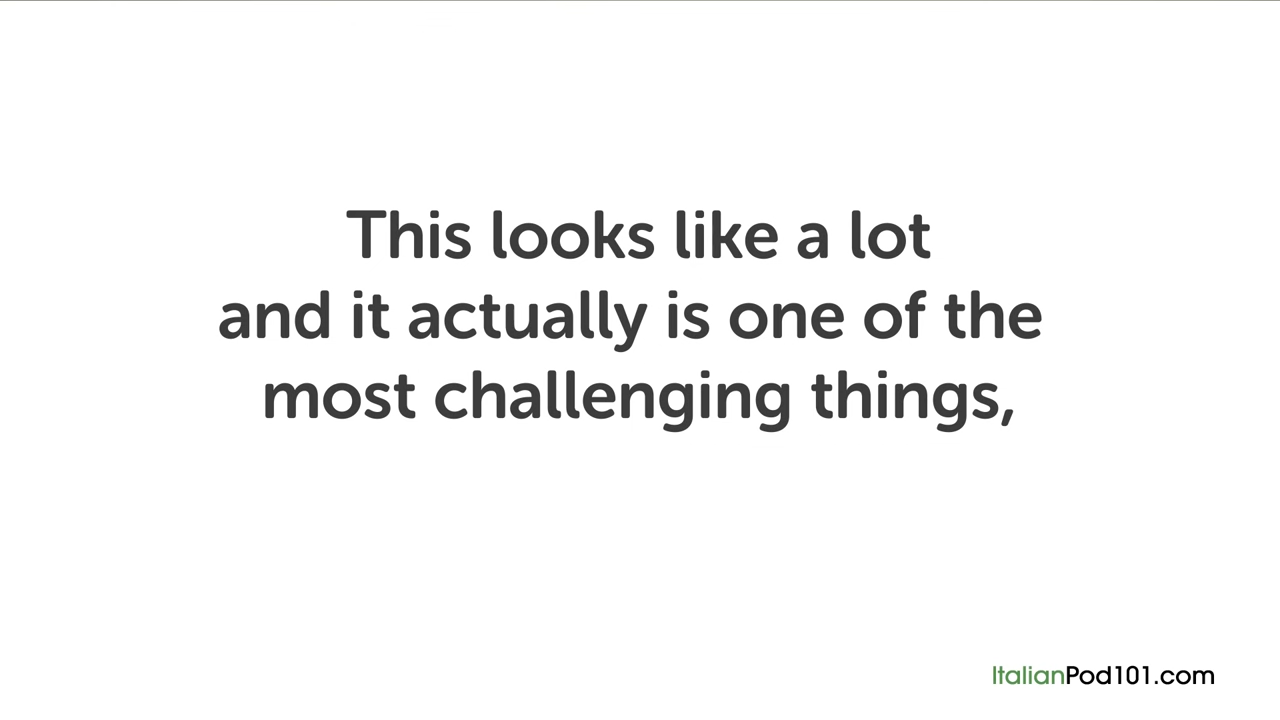 This looks like a lot
and it actually is one of the
most challenging things,
ItalianPod101.com